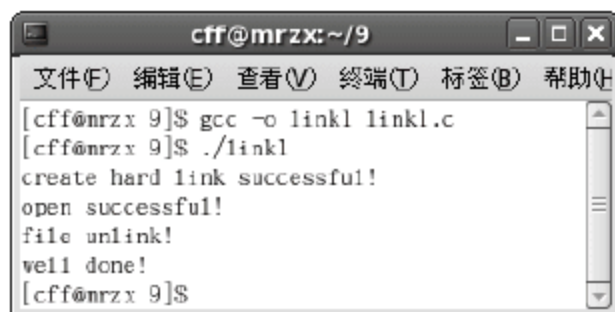 cff@mrzx:~/9
文件(F) 编辑(E) 查看(V) 终端(T) 标签(B) 帮助(H
[cff@mrzx 9]$ gcc -o link1 link1.c
[cff@mrzx 9]$ ./link1
create hard link successful!
open successful!
file unlink!
well done!
[cff@mrzx 9]$